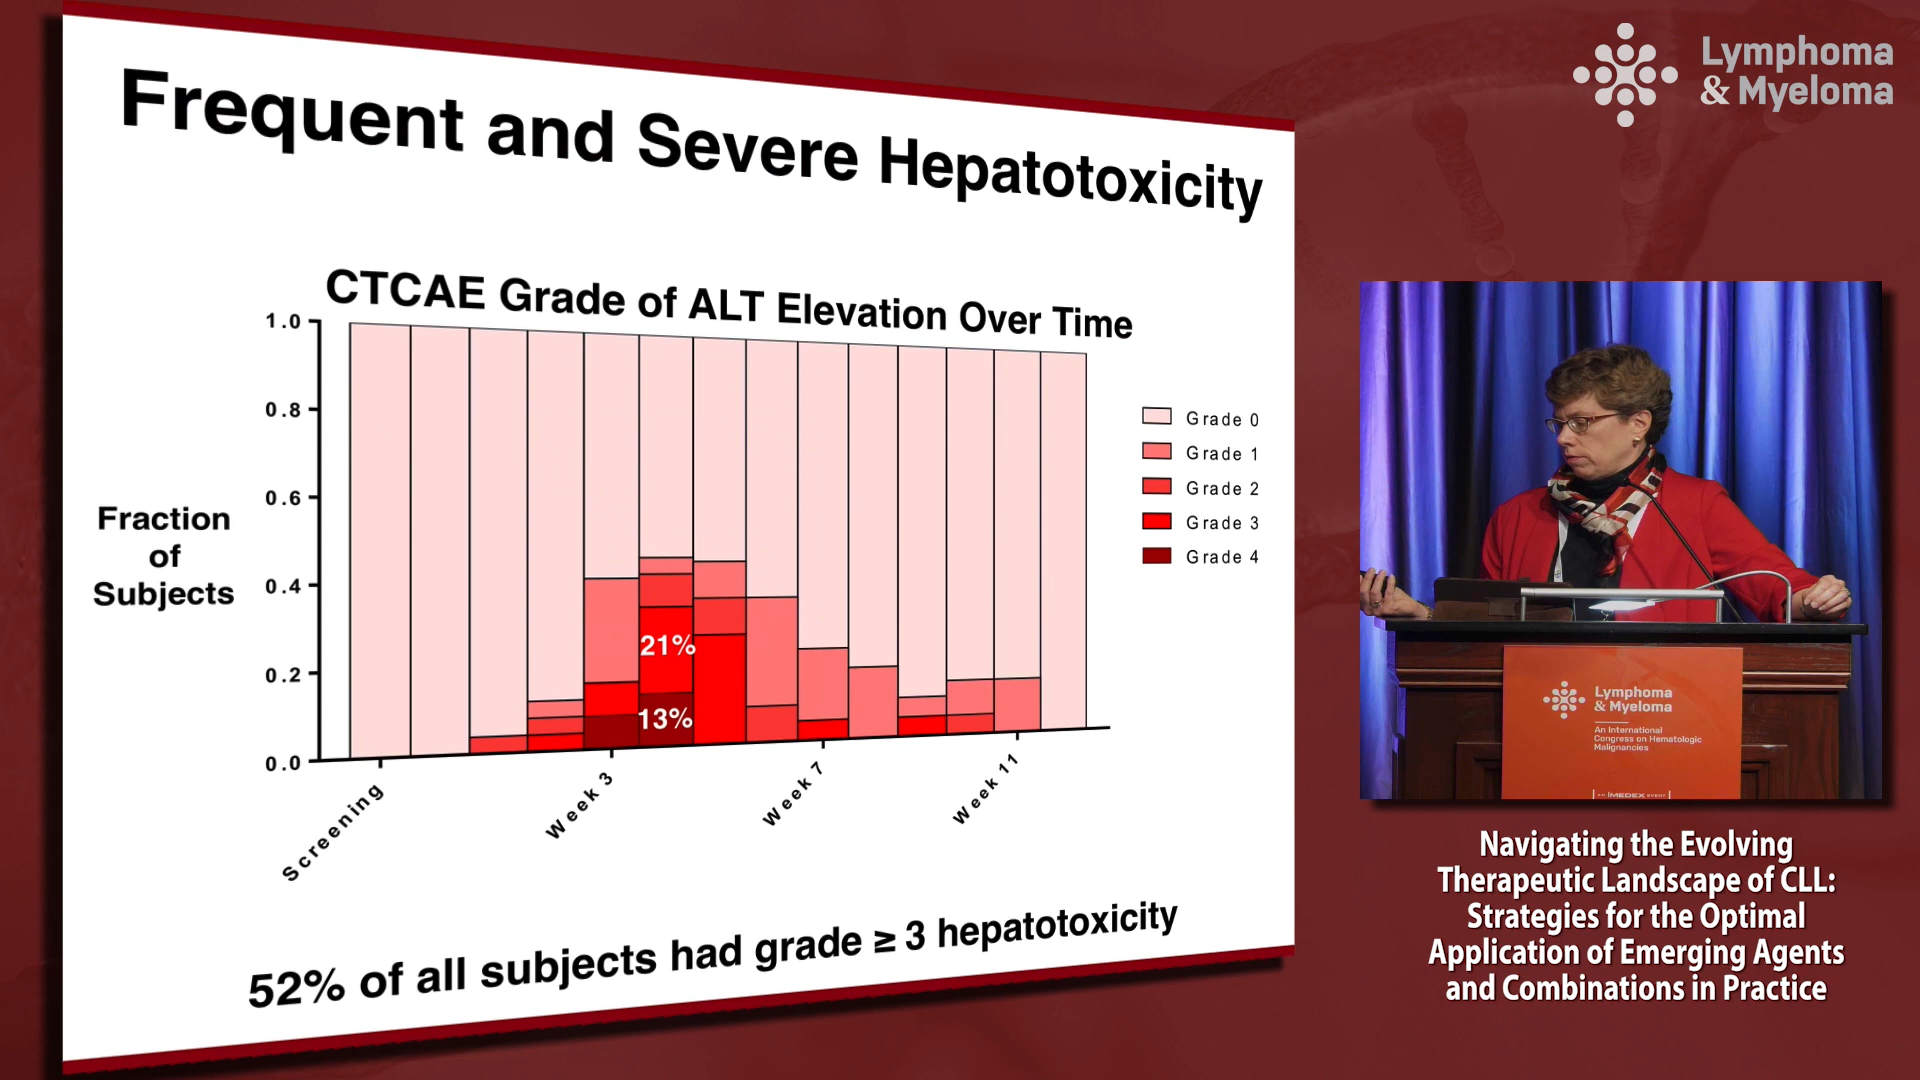 Frequent and Severe Hepatotoxicity
CTCAE Grade of ALT Elevation Over Time
1.0
0.8
0.6
0.4
0.2
0.0
Fraction
of
Subjects
21%
13%
Screening
Week 3
Week 7
Week 11
Grade 0
Grade 1
Grade 2
Grade 3
Grade 4
52% of all subjects had grade ≥ 3 hepatotoxicity
Lymphoma
& Myeloma
Lymphoma
& Myeloma
An International
Congress on Hematologic
Malignancies
AN IMEDEX EVENT
Navigating the Evolving
Therapeutic Landscape of CLL:
Strategies for the Optimal
Application of Emerging Agents
and Combinations in Practice